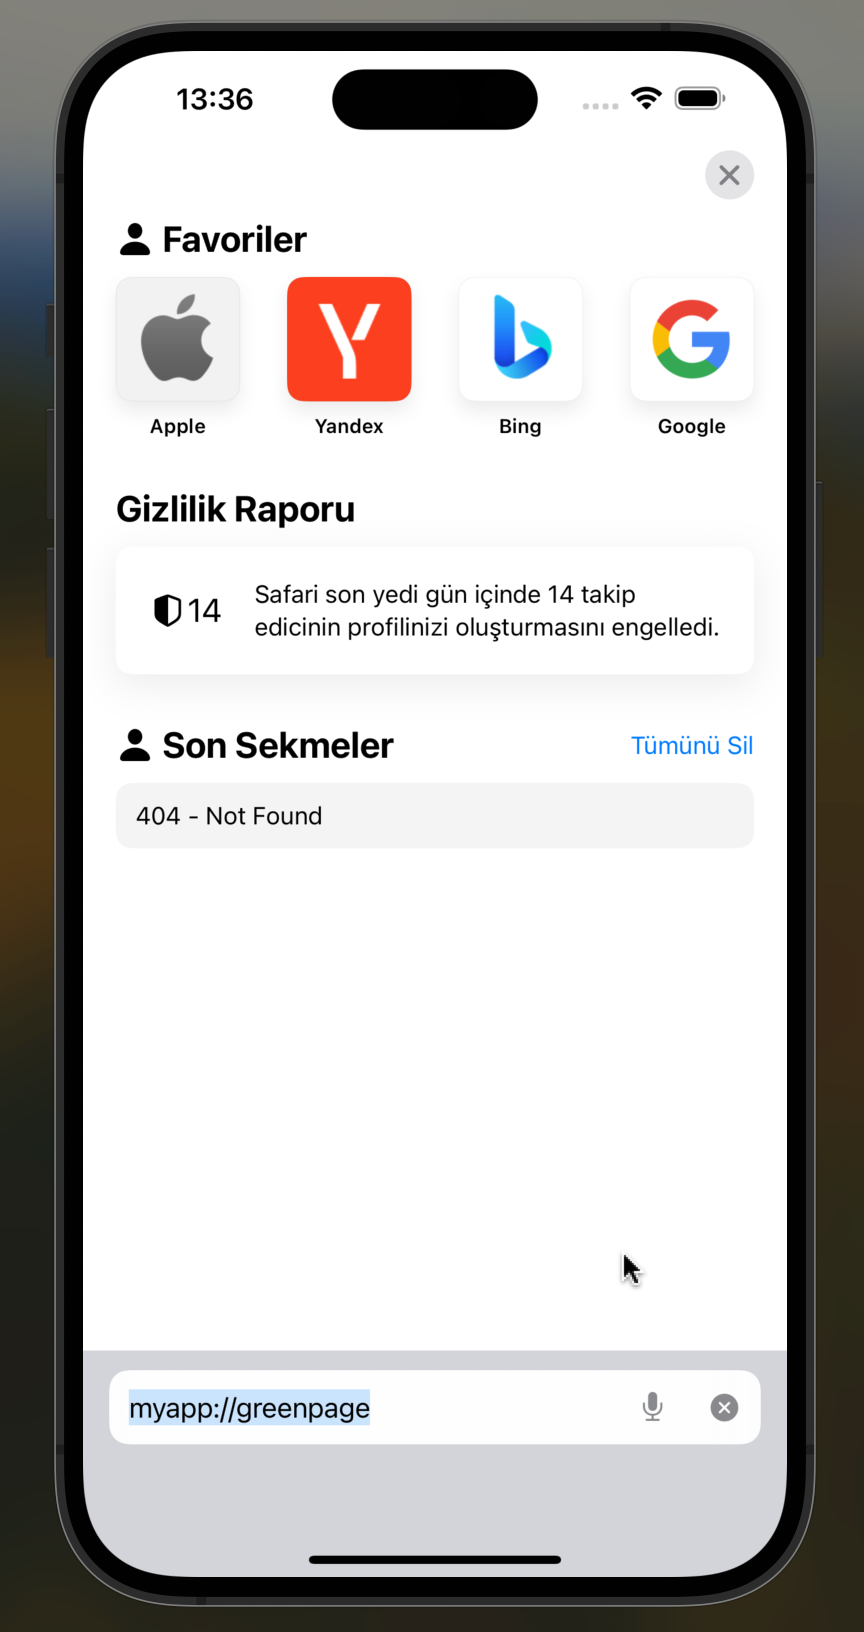 13:36
Favoriler
Apple
Yandex
Bing
Google
Gizlilik Raporu
14
Safari son yedi gün içinde 14 takip
edicinin profilinizi oluşturmasını engelledi.
Son Sekmeler
Tümünü Sil
404 - Not Found
myapp://greenpage